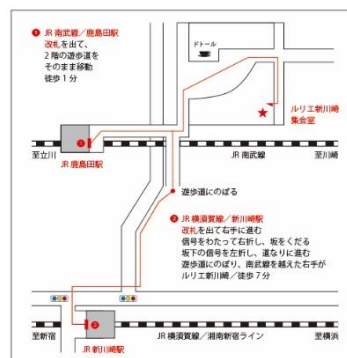 ❶ JR 南武線／鹿島田駅
改札を出て、
2 階の遊歩道を
そのまま移動
徒歩 1 分
ドトール
ルリエ新川崎
集会室
❶
至立川
JR 鹿島田駅
JR 南武線
至川崎
遊歩道にのぼる
❷ JR 横須賀線／新川崎駅
改札を出て右手に進む
信号をわたって右折し、坂をくだる
坂下の信号を左折し、道なりに進む
遊歩道にのぼり、南武線を越えた右手が
ルリエ新川崎／徒歩 7 分
❷
至新宿
JR 新川崎駅
JR 横須賀線／湘南新宿ライン
至横浜